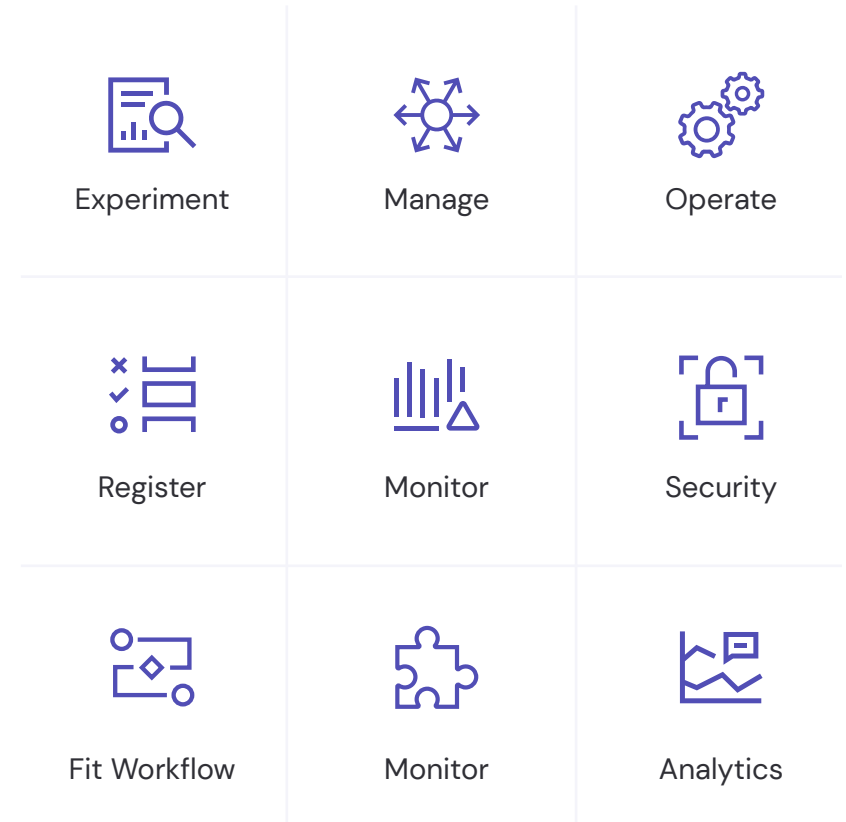 Experiment
Manage
Operate
Register
Monitor
Security
Fit Workflow
Monitor
Analytics